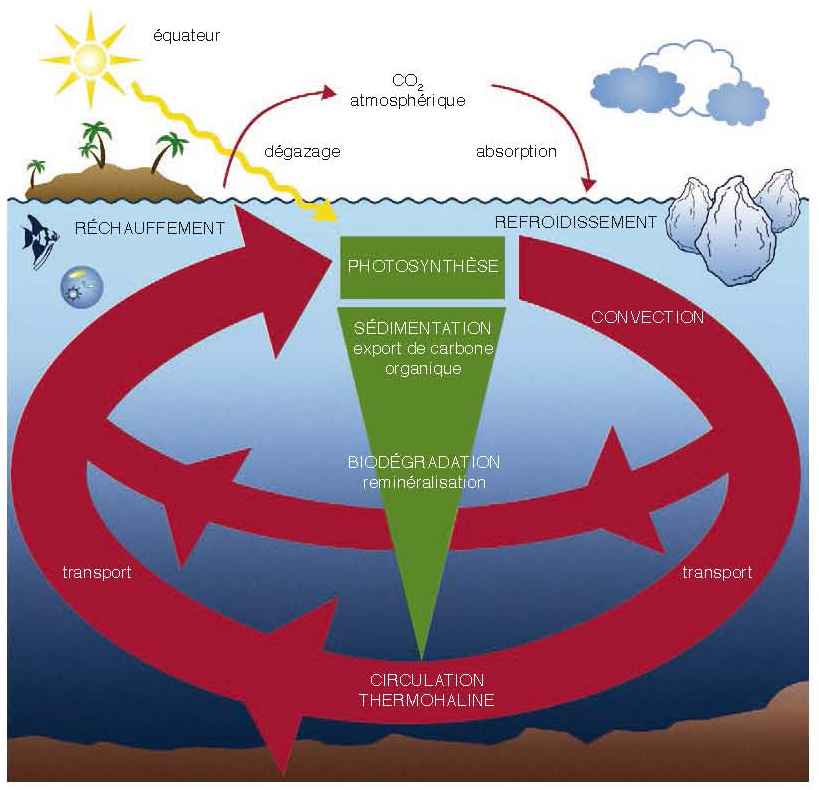 équateur
CO₂
atmosphérique
dégazage
absorption
RÉCHAUFFEMENT
REFROIDISSEMENT
PHOTOSYNTHÈSE
CONVECTION
SÉDIMENTATION
export de carbone
organique
BIODÉGRADATION
reminéralisation
transport
transport
CIRCULATION
THERMOHALINE